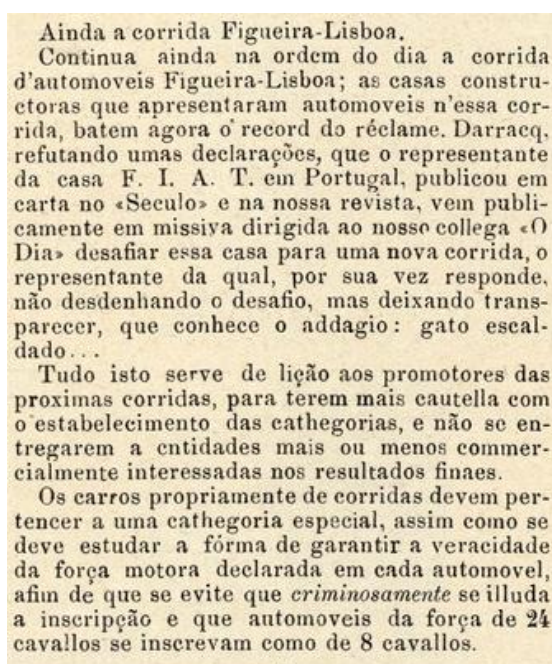 Ainda a corrida Figueira-Lisboa.
Continua ainda na ordem do dia a corrida
d'automoveis Figueira-Lisboa; as casas constru-
ctoras que apresentaram automoveis n'essa cor-
rida, batem agora o record do réclame. Darracq,
refutando umas declarações, que o representante
da casa F. I. A. T. em Portugal, publicou em
carta no «Seculo» e na nossa revista, vem publi-
camente em missiva dirigida ao nosso collega «O
Dia» desafiar essa casa para uma nova corrida, o
representante da qual, por sua vez responde,
não desdenhando o desafio, mas deixando trans-
parecer, que conhece o addagio: gato escal-
dado...
Tudo isto serve de lição aos promotores das
proximas corridas, para terem mais cautella com
o estabelecimento das cathegorias, e não se en-
tregarem a entidades mais ou menos commer-
cialmente interessadas nos resultados finaes.
Os carros propriamente de corridas devem per-
tencer a uma cathegoria especial, assim como se
deve estudar a fórma de garantir a veracidade
da força motora declarada em cada automovel,
afim de que se evite que criminosamente se illuda
a inscripção e que automoveis da força de 24
cavallos se inscrevam como de 8 cavallos.